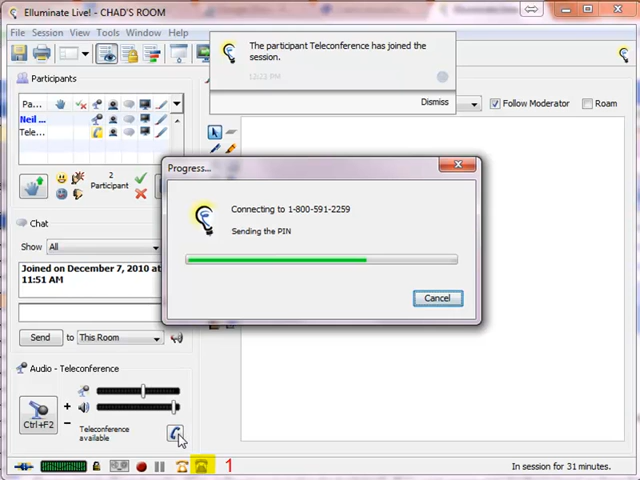 Elluminate Live! - CHAD'S ROOM
File Session View Tools Window Help
The participant Teleconference has joined the
session.
12:23 PM
Dismiss
Participants
Pa...
Neil ...
Tele...
Follow Moderator
Roam
2
Participant
Progress...
Connecting to 1-800-591-2259
Sending the PIN
Cancel
Chat
Show All
Joined on December 7, 2010 at
11:51 AM
Send to This Room
Audio - Teleconference
Ctrl+F2
+
−
Teleconference
available
1
In session for 31 minutes.